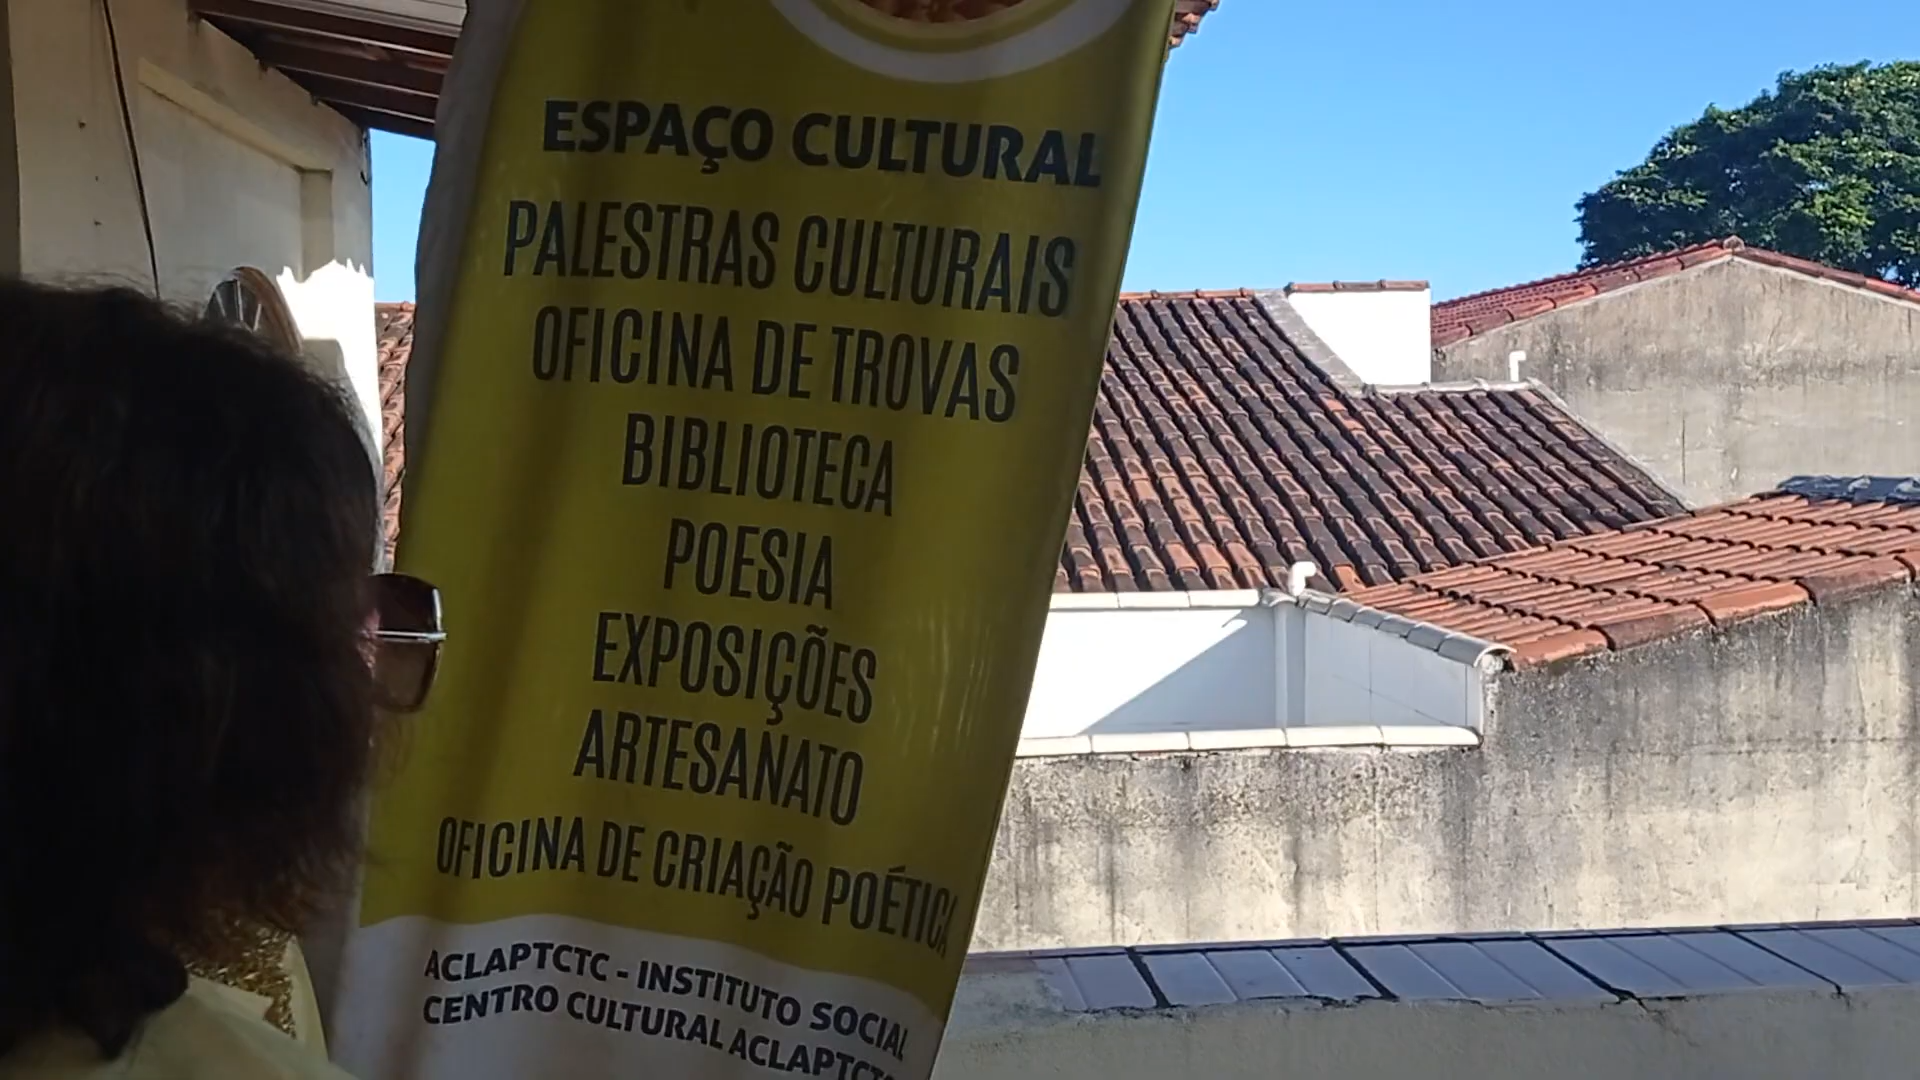 ESPAÇO CULTURAL
PALESTRAS CULTURAIS
OFICINA DE TROVAS
BIBLIOTECA
POESIA
EXPOSIÇÕES
ARTESANATO
OFICINA DE CRIAÇÃO POÉTICA
ACLAPTCTC - INSTITUTO SOCIAL
CENTRO CULTURAL ACLAPTCTC